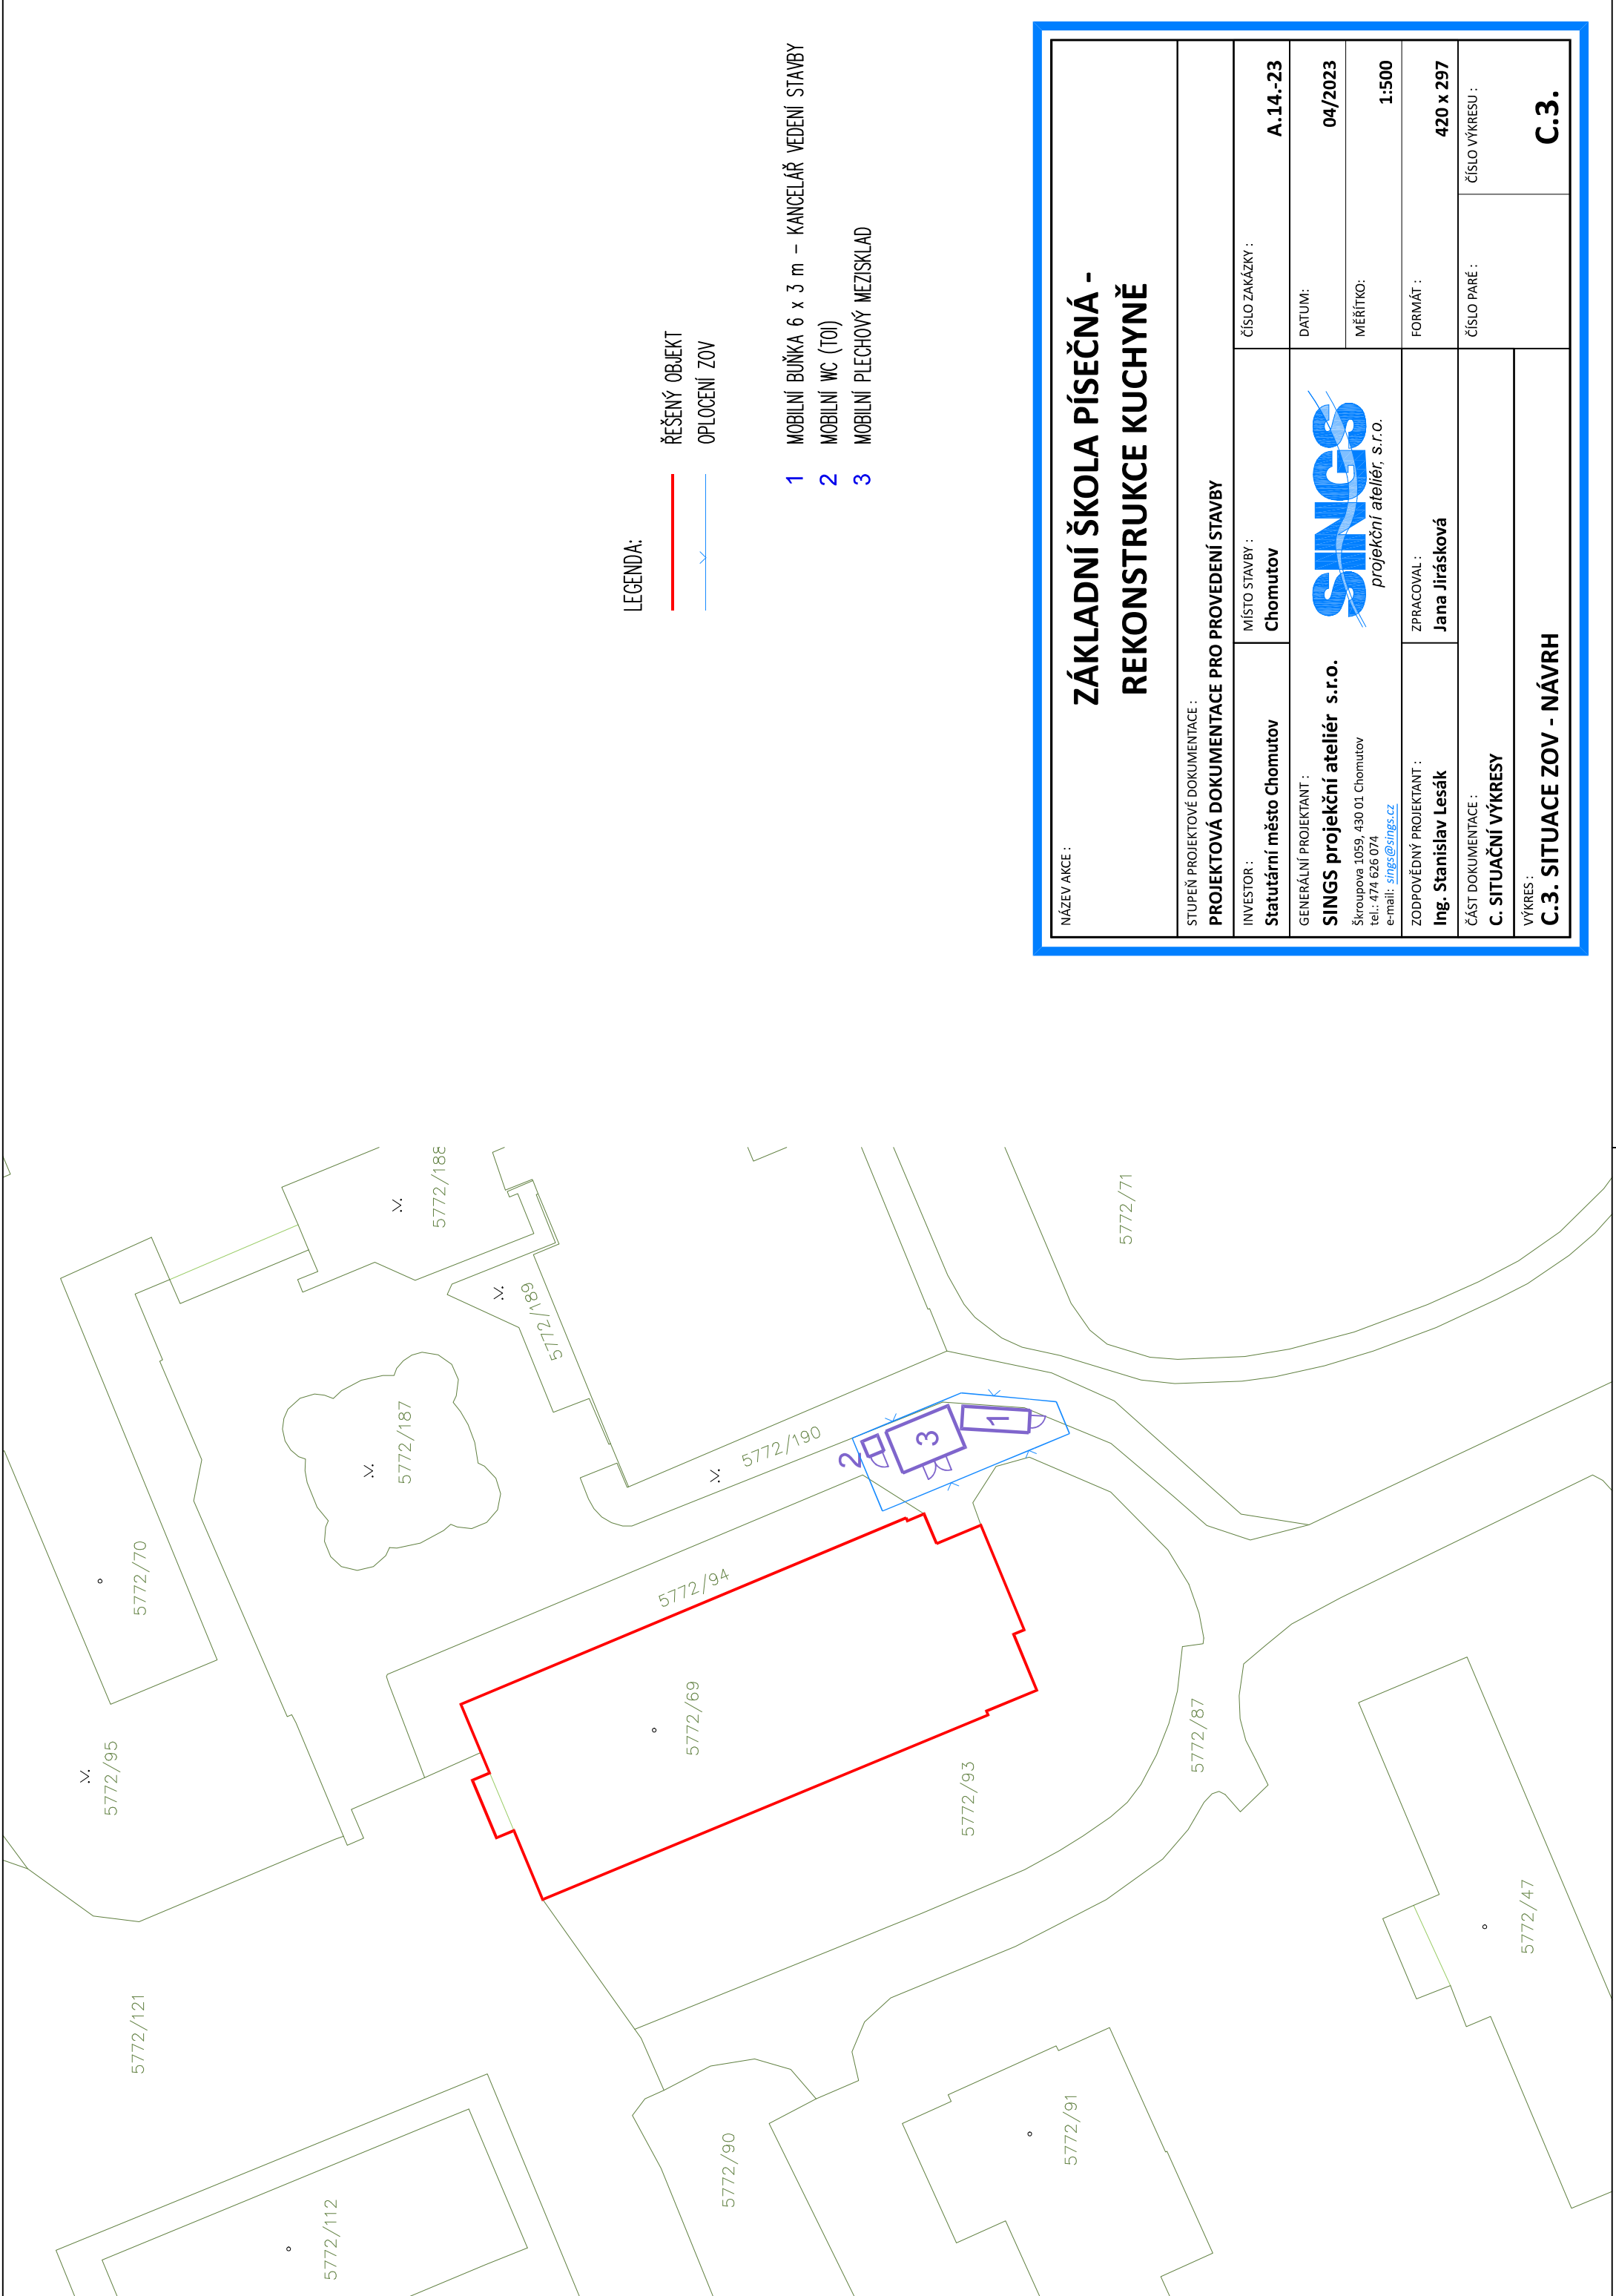 5772/95
5772/70
5772/187
5772/188
5772/189
5772/190
5772/71
5772/121
5772/94
5772/69
5772/93
5772/87
5772/112
5772/90
5772/91
5772/47
2
3
1
LEGENDA:
ŘEŠENÝ OBJEKT
OPLOCENÍ ZOV
1 MOBILNÍ BUŇKA 6 x 3 m – KANCELÁŘ VEDENÍ STAVBY
2 MOBILNÍ WC (TOI)
3 MOBILNÍ PLECHOVÝ MEZISKLAD
NÁZEV AKCE :
ZÁKLADNÍ ŠKOLA PÍSEČNÁ -
REKONSTRUKCE KUCHYNĚ
STUPEŇ PROJEKTOVÉ DOKUMENTACE :
PROJEKTOVÁ DOKUMENTACE PRO PROVEDENÍ STAVBY
INVESTOR :
Statutární město Chomutov
MÍSTO STAVBY :
Chomutov
ČÍSLO ZAKÁZKY :
A.14.-23
GENERÁLNÍ PROJEKTANT :
SINGS projekční ateliér s.r.o.
Škroupova 1059, 430 01 Chomutov
tel.: 474 626 074
e-mail: sings@sings.cz
SINGS
projekční ateliér, s.r.o.
DATUM:
04/2023
MĚŘÍTKO:
1:500
ZODPOVĚDNÝ PROJEKTANT :
Ing. Stanislav Lesák
ZPRACOVAL :
Jana Jirásková
FORMÁT :
420 x 297
ČÁST DOKUMENTACE :
C. SITUAČNÍ VÝKRESY
ČÍSLO PARÉ :
ČÍSLO VÝKRESU :
C.3.
VÝKRES :
C.3. SITUACE ZOV - NÁVRH